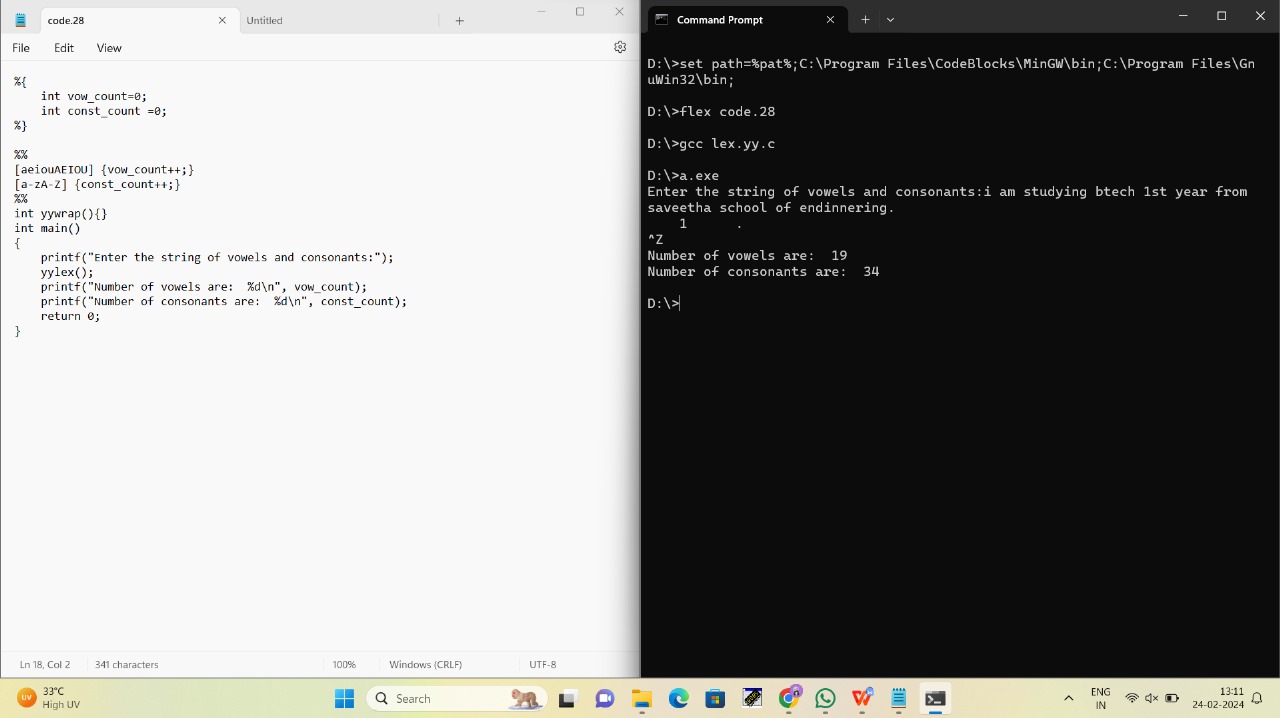 code.28
Untitled
File Edit View
%{
int vow_count=0;
int const_count =0;
%}
%%
[aeiouAEIOU] {vow_count++;}
[a-zA-Z] {const_count++;}
%%
int yywrap(){}
int main()
{
printf("Enter the string of vowels and consonants:");
yylex();
printf("Number of vowels are:  %d\n", vow_count);
printf("Number of consonants are:  %d\n", const_count);
return 0;
}
Ln 18, Col 2 341 characters 100% Windows (CRLF) UTF-8
Command Prompt
D:\>set path=%pat%;C:\Program Files\CodeBlocks\MinGW\bin;C:\Program Files\Gn
uWin32\bin;
D:\>flex code.28
D:\>gcc lex.yy.c
D:\>a.exe
Enter the string of vowels and consonants:i am studying btech 1st year from
saveetha school of endinnering.
1      .
^Z
Number of vowels are:  19
Number of consonants are:  34
D:\>
UV
33°C
High UV
Search
ENG
IN
13:11
24-02-2024